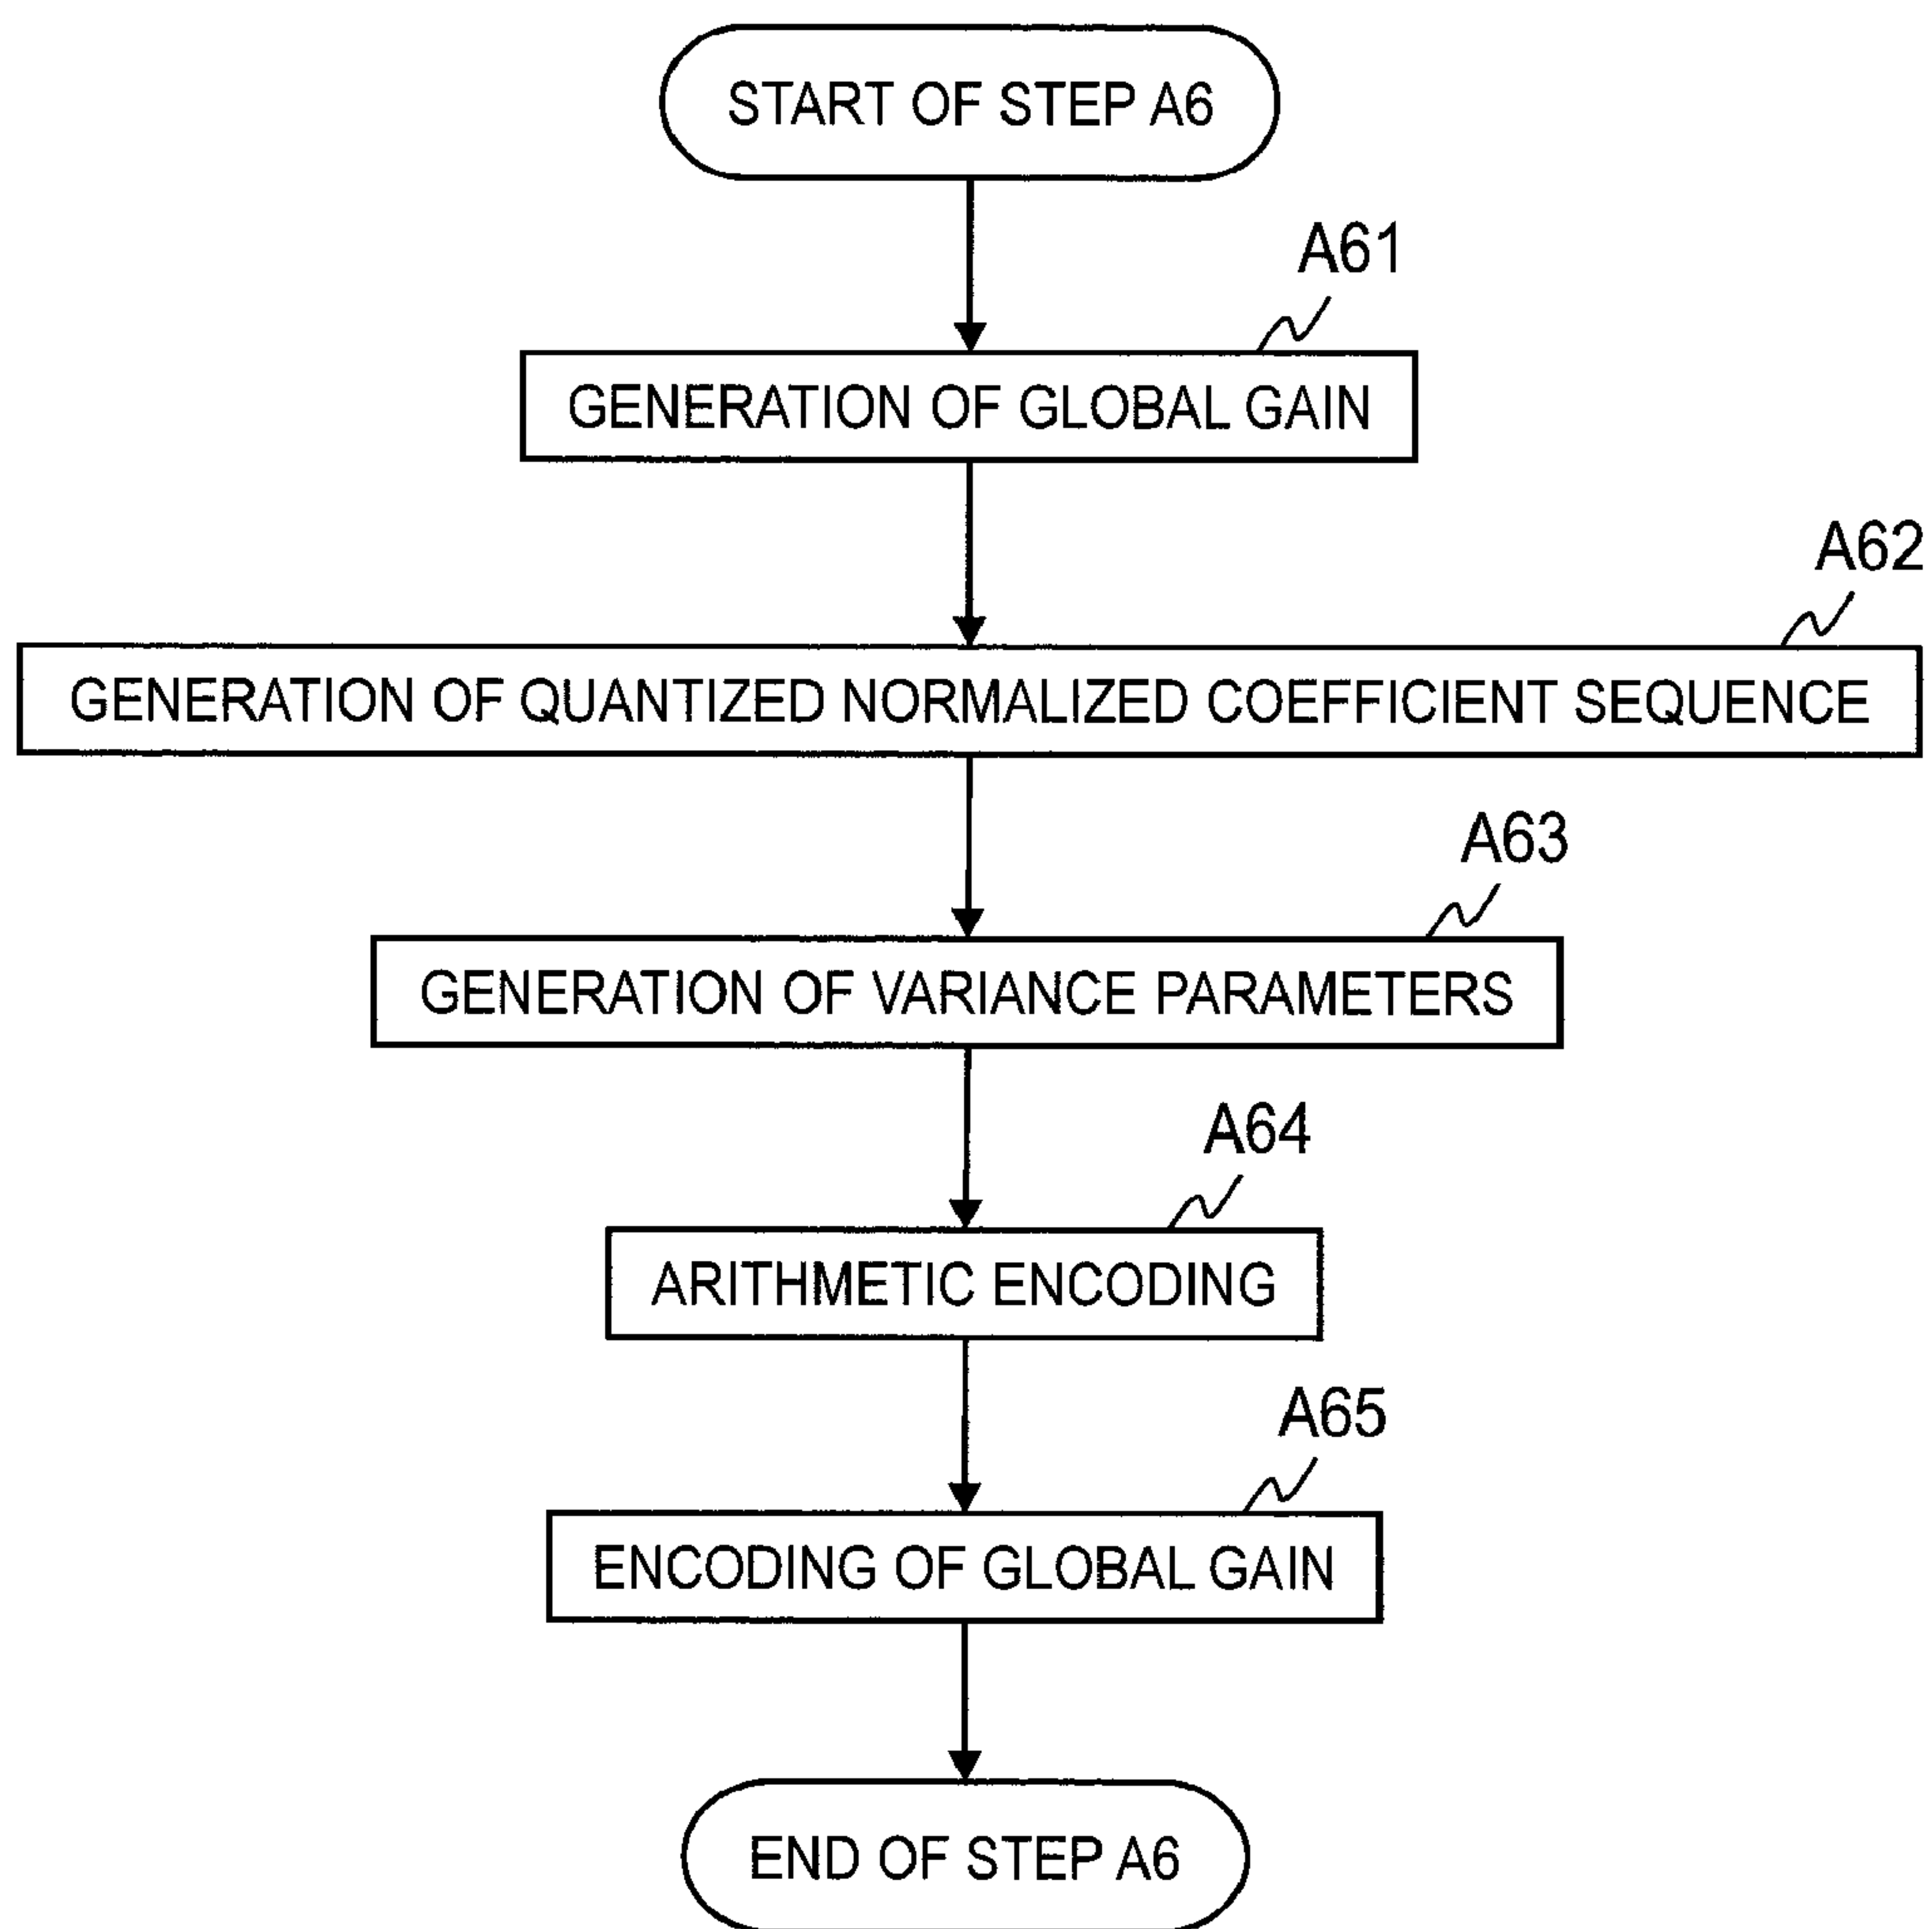 START OF STEP A6
A61
GENERATION OF GLOBAL GAIN
A62
GENERATION OF QUANTIZED NORMALIZED COEFFICIENT SEQUENCE
A63
GENERATION OF VARIANCE PARAMETERS
A64
ARITHMETIC ENCODING
A65
ENCODING OF GLOBAL GAIN
END OF STEP A6